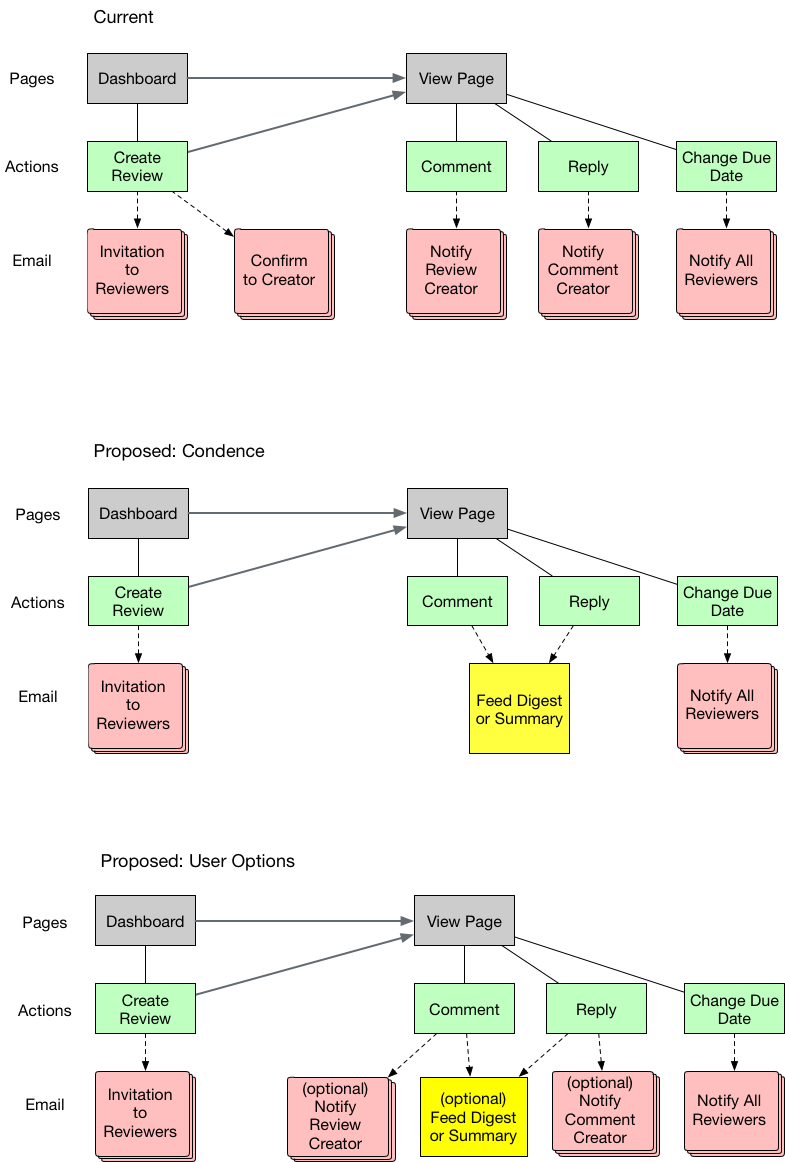 Current
Pages
Dashboard
View Page
Actions
Create
Review
Comment
Reply
Change Due
Date
Email
Invitation
to
Reviewers
Confirm
to Creator
Notify
Review
Creator
Notify
Comment
Creator
Notify All
Reviewers
Proposed: Condence
Pages
Dashboard
View Page
Actions
Create
Review
Comment
Reply
Change Due
Date
Email
Invitation
to
Reviewers
Feed Digest
or Summary
Notify All
Reviewers
Proposed: User Options
Pages
Dashboard
View Page
Actions
Create
Review
Comment
Reply
Change Due
Date
Email
Invitation
to
Reviewers
(optional)
Notify
Review
Creator
(optional)
Feed Digest
or Summary
(optional)
Notify
Comment
Creator
Notify All
Reviewers